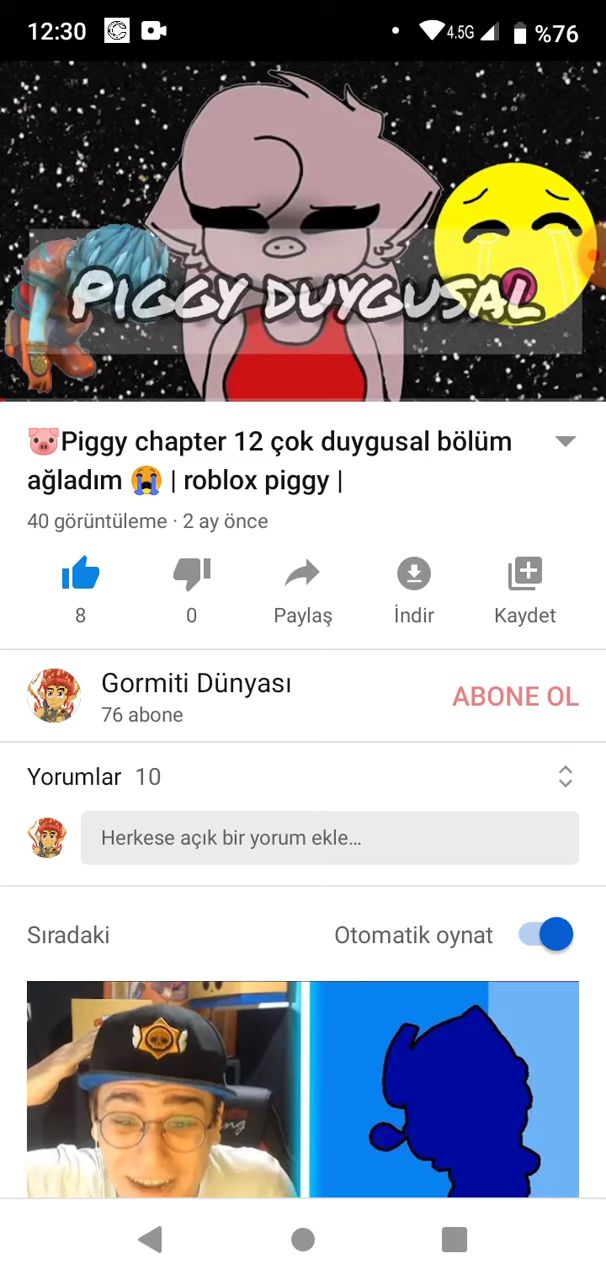 12:30
4.5G
%76
PIGGY DUYGUSAL
🐷Piggy chapter 12 çok duygusal bölüm
ağladım 😭 | roblox piggy |
40 görüntüleme · 2 ay önce
8
0
Paylaş
İndir
Kaydet
Gormiti Dünyası
ABONE OL
76 abone
Yorumlar 10
Herkese açık bir yorum ekle...
Sıradaki
Otomatik oynat